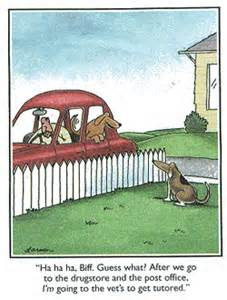 Larson
"Ha ha ha, Biff. Guess what? After we go
to the drugstore and the post office,
I'm going to the vet's to get tutored."